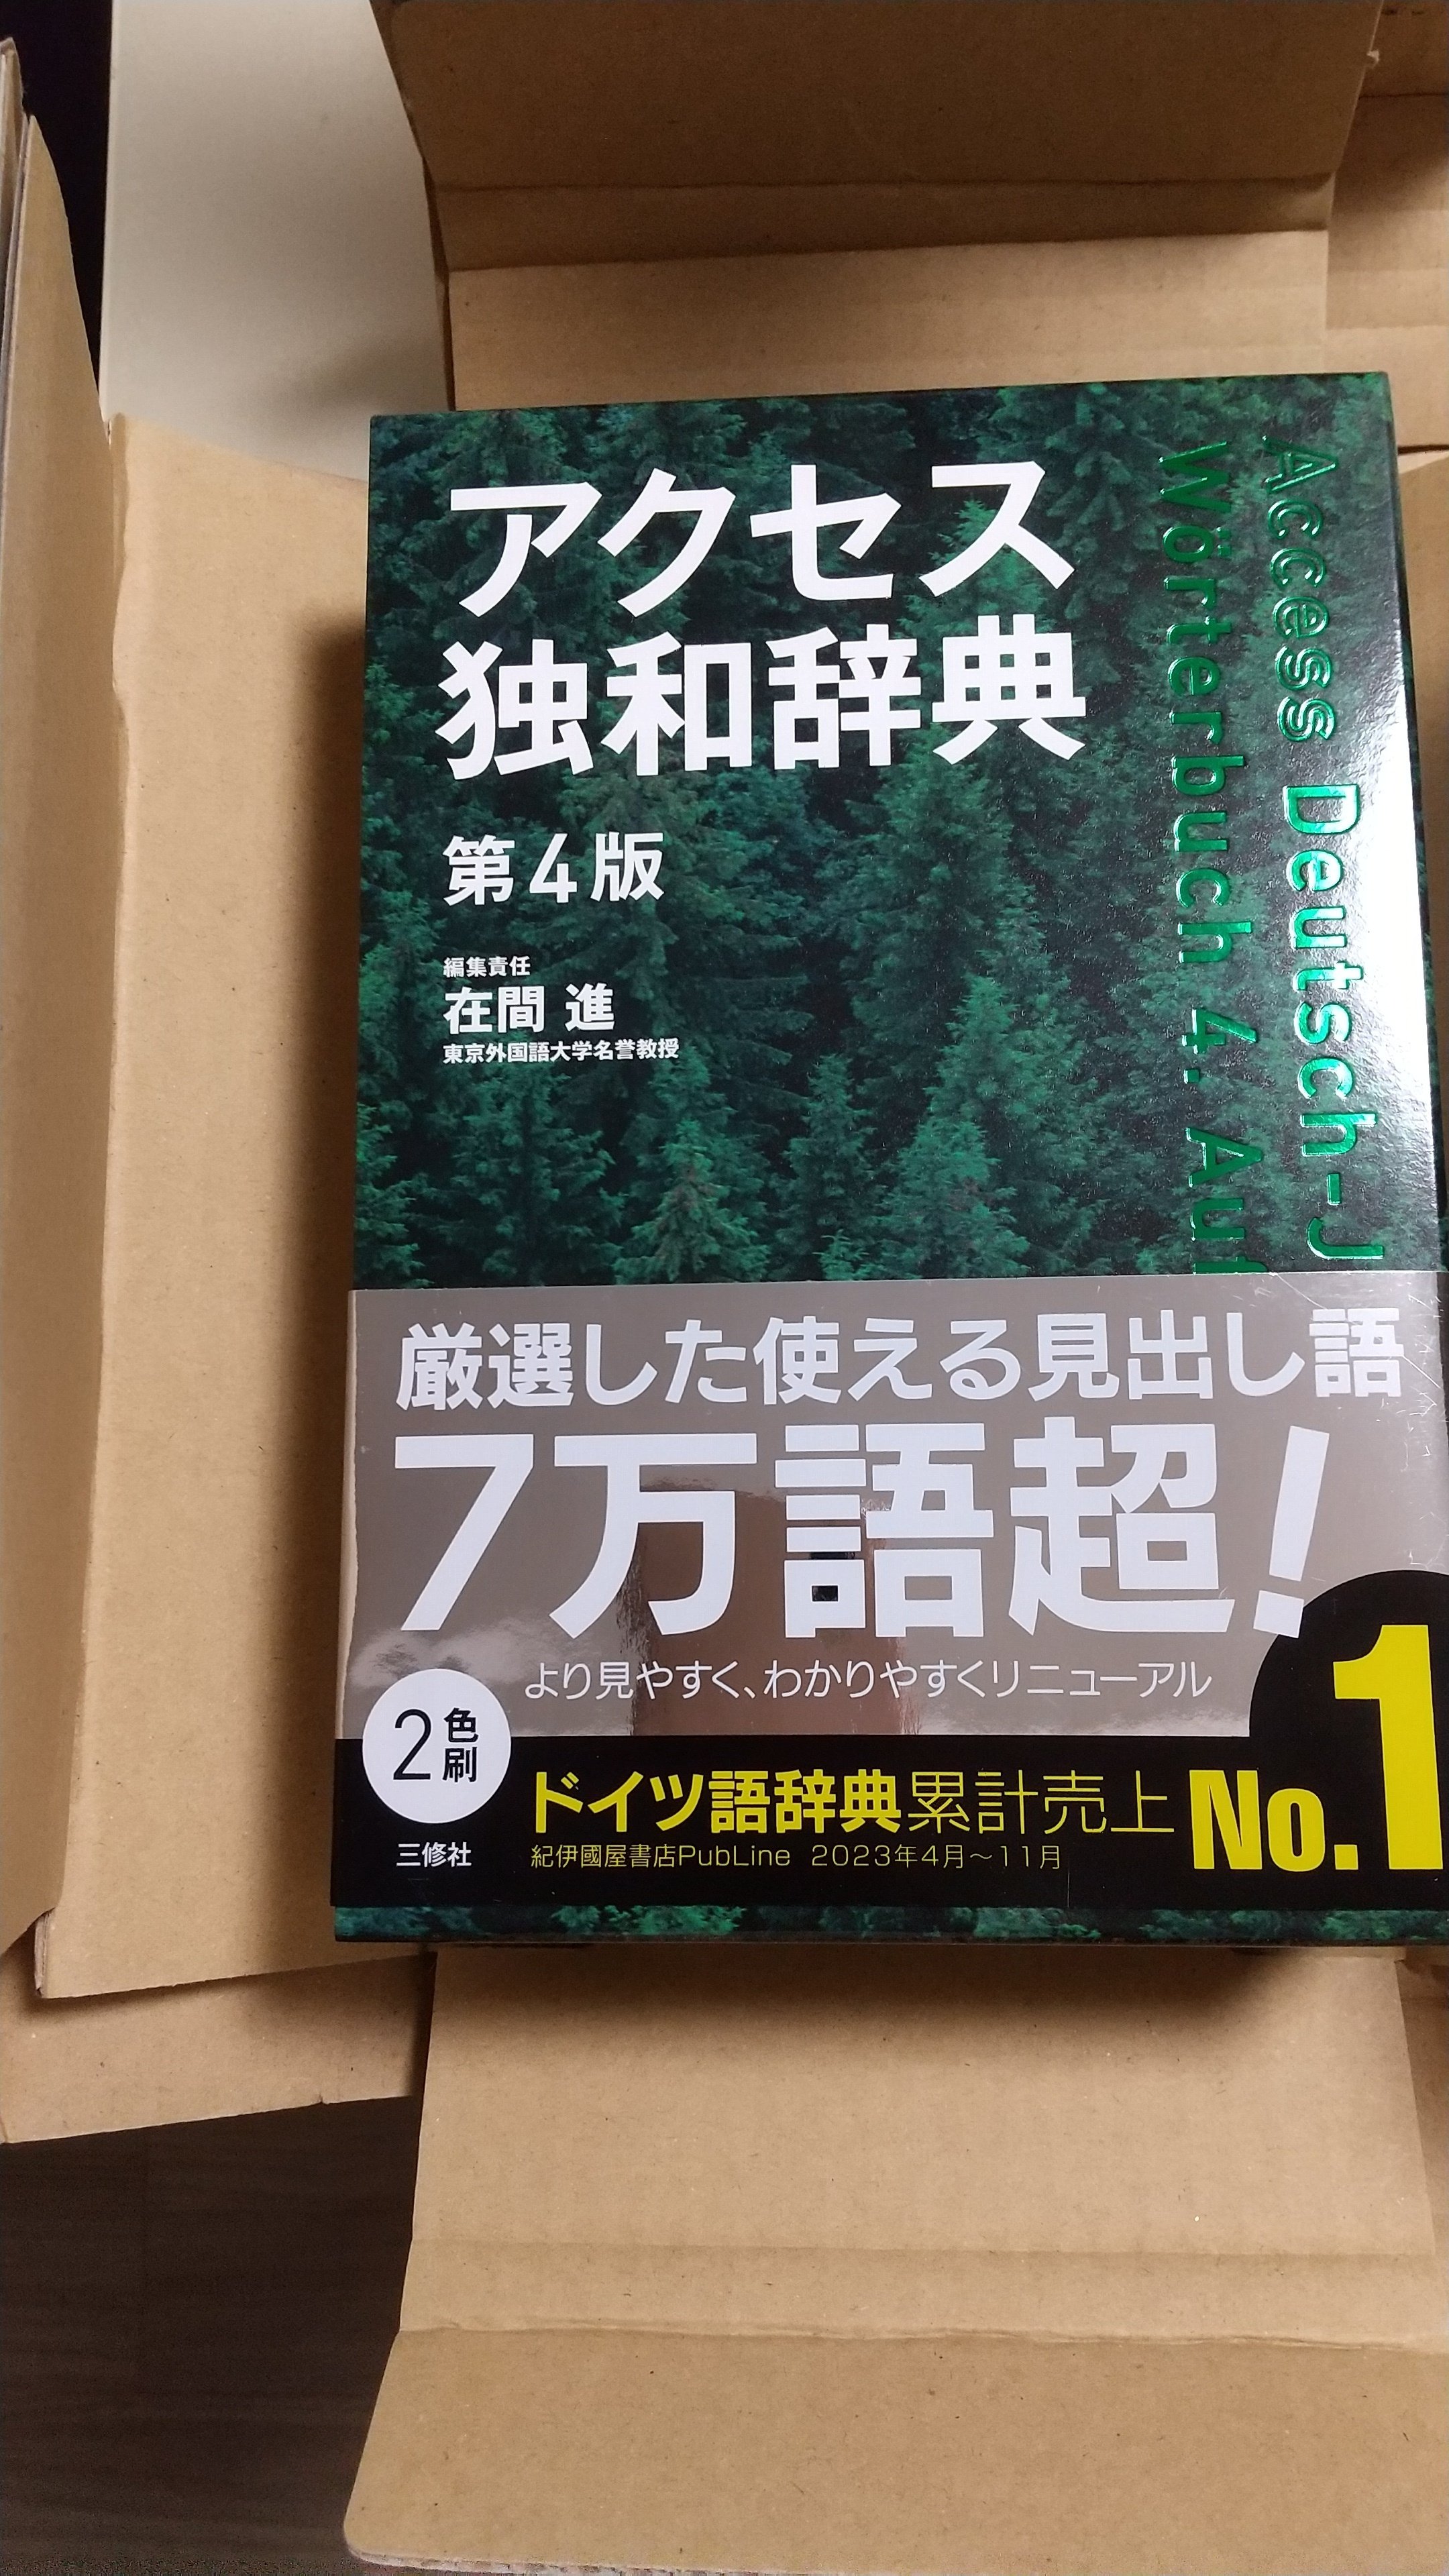 アクセス
独和辞典
第4版
編集責任
在間 進
東京外国語大学名誉教授
Access Deutsch-J
Wörterbuch 4. Auf
厳選した使える見出し語
7万語超!
より見やすく、わかりやすくリニューアル
2色刷
三修社
ドイツ語辞典累計売上 No.1
紀伊國屋書店PubLine 2023年4月~11月